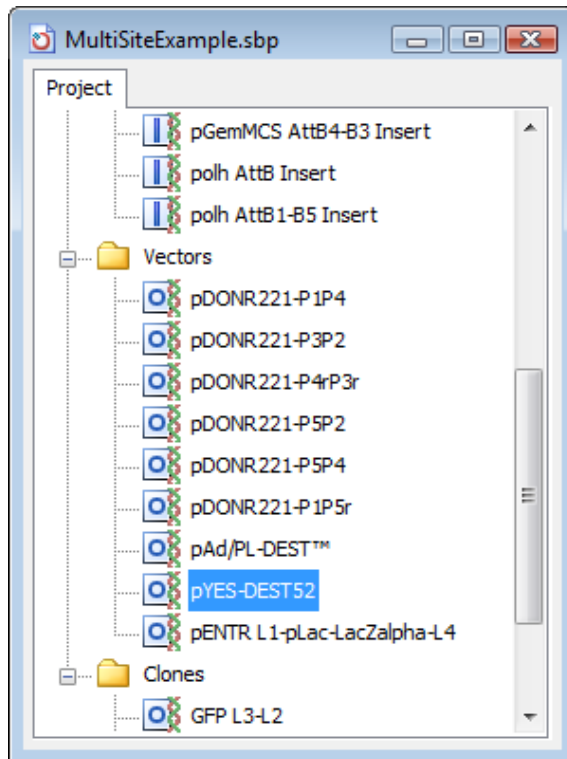 MultiSiteExample.sbp
Project
pGemMCS AttB4-B3 Insert
polh AttB Insert
polh AttB1-B5 Insert
Vectors
pDONR221-P1P4
pDONR221-P3P2
pDONR221-P4rP3r
pDONR221-P5P2
pDONR221-P5P4
pDONR221-P1P5r
pAd/PL-DEST™
pYES-DEST52
pENTR L1-pLac-LacZalpha-L4
Clones
GFP L3-L2